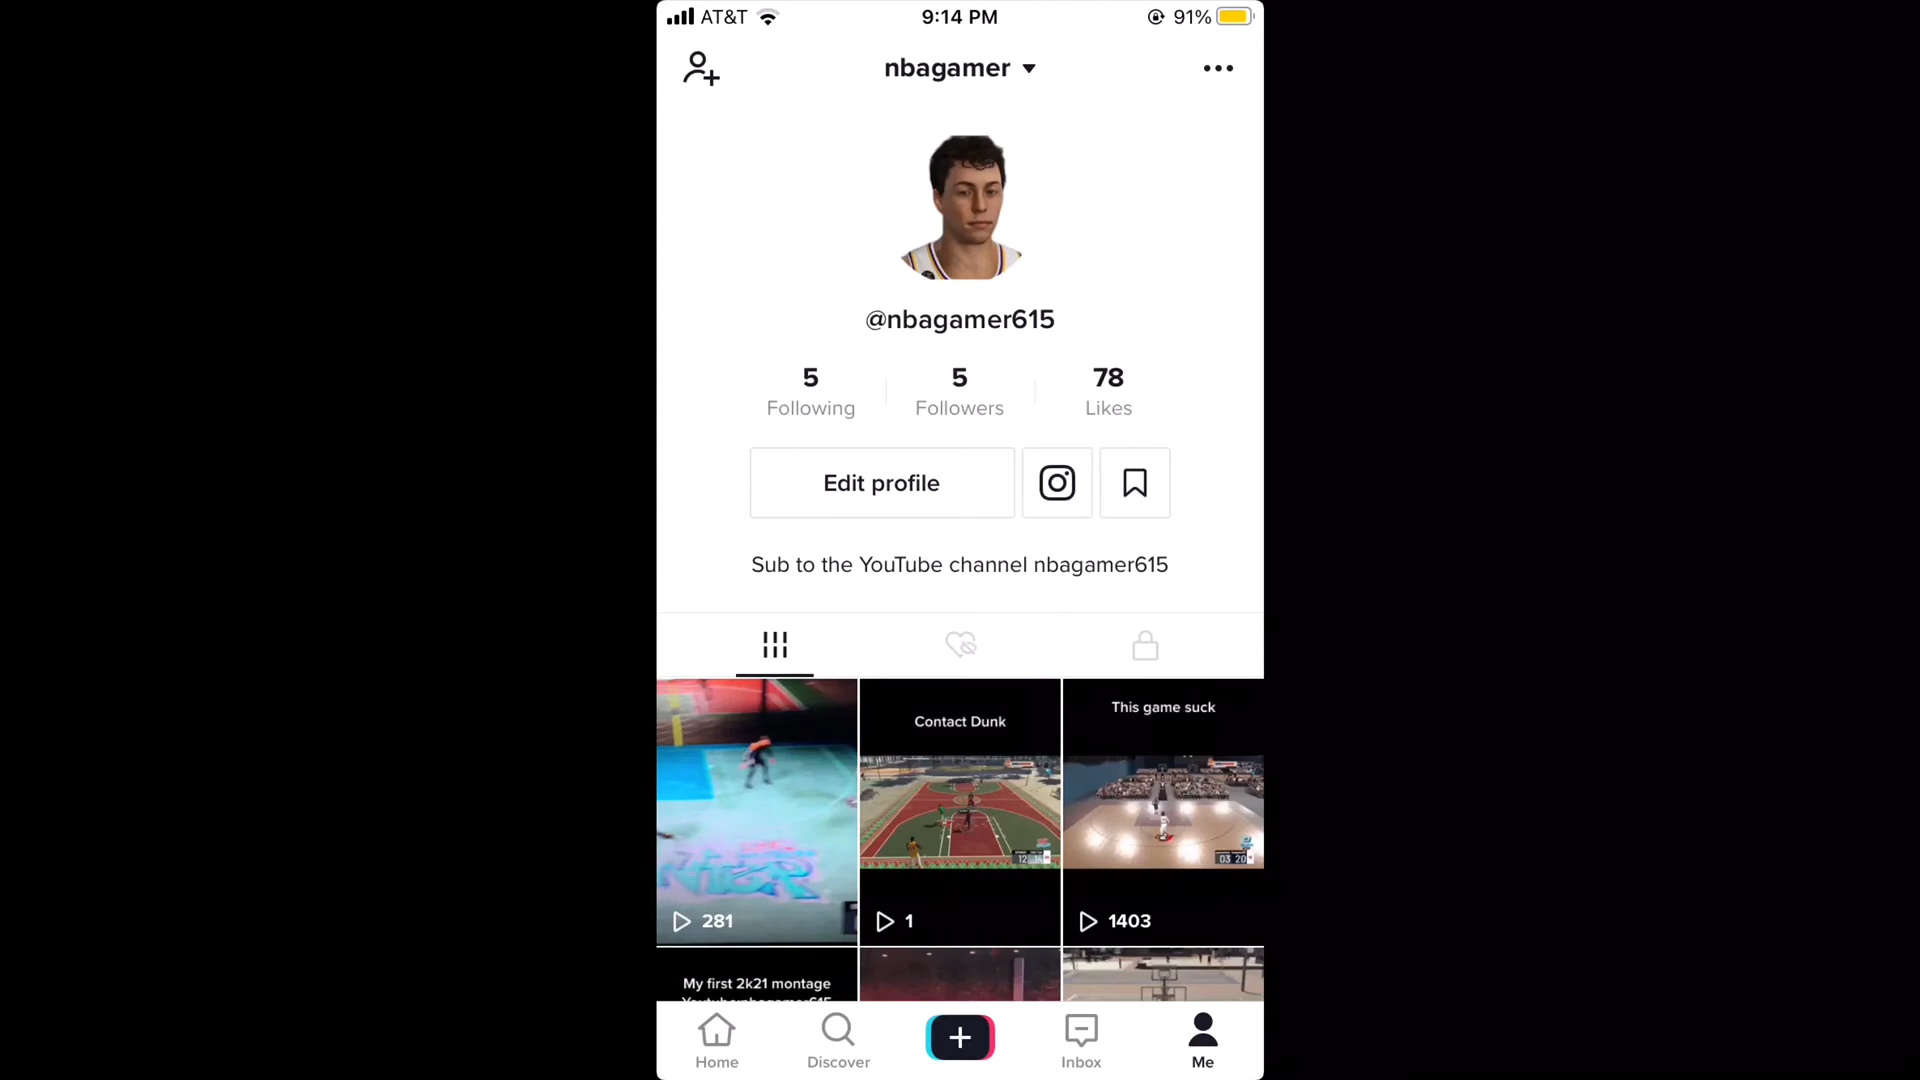 AT&T 9:14 PM 91%
nbagamer
@nbagamer615
5 5 78
Following Followers Likes
Edit profile
Sub to the YouTube channel nbagamer615
Contact Dunk
This game suck
281
1
1403
My first 2k21 montage
Home Discover Inbox Me